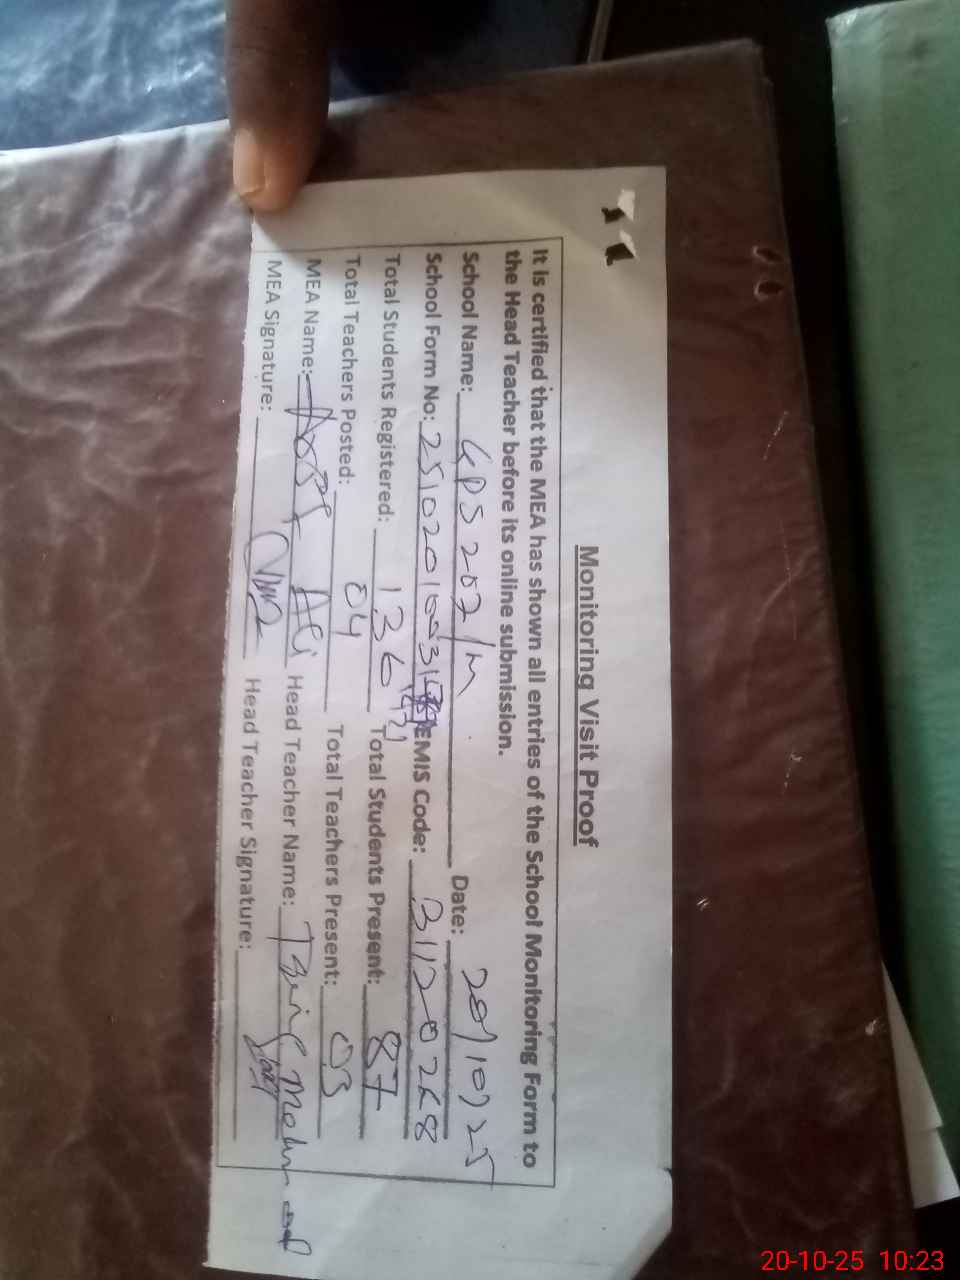 Monitoring Visit Proof
It is certified that the MEA has shown all entries of the School Monitoring Form to
the Head Teacher before its online submission.
School Name: GPS 207/m Date: 20/10/25
School Form No: 2510201003 EMIS Code: 31120268
Total Students Registered: 136 Total Students Present: 87
Total Teachers Posted: 04 Total Teachers Present: 03
MEA Name: Ali Head Teacher Name:
MEA Signature: Head Teacher Signature:
20-10-25 10:23